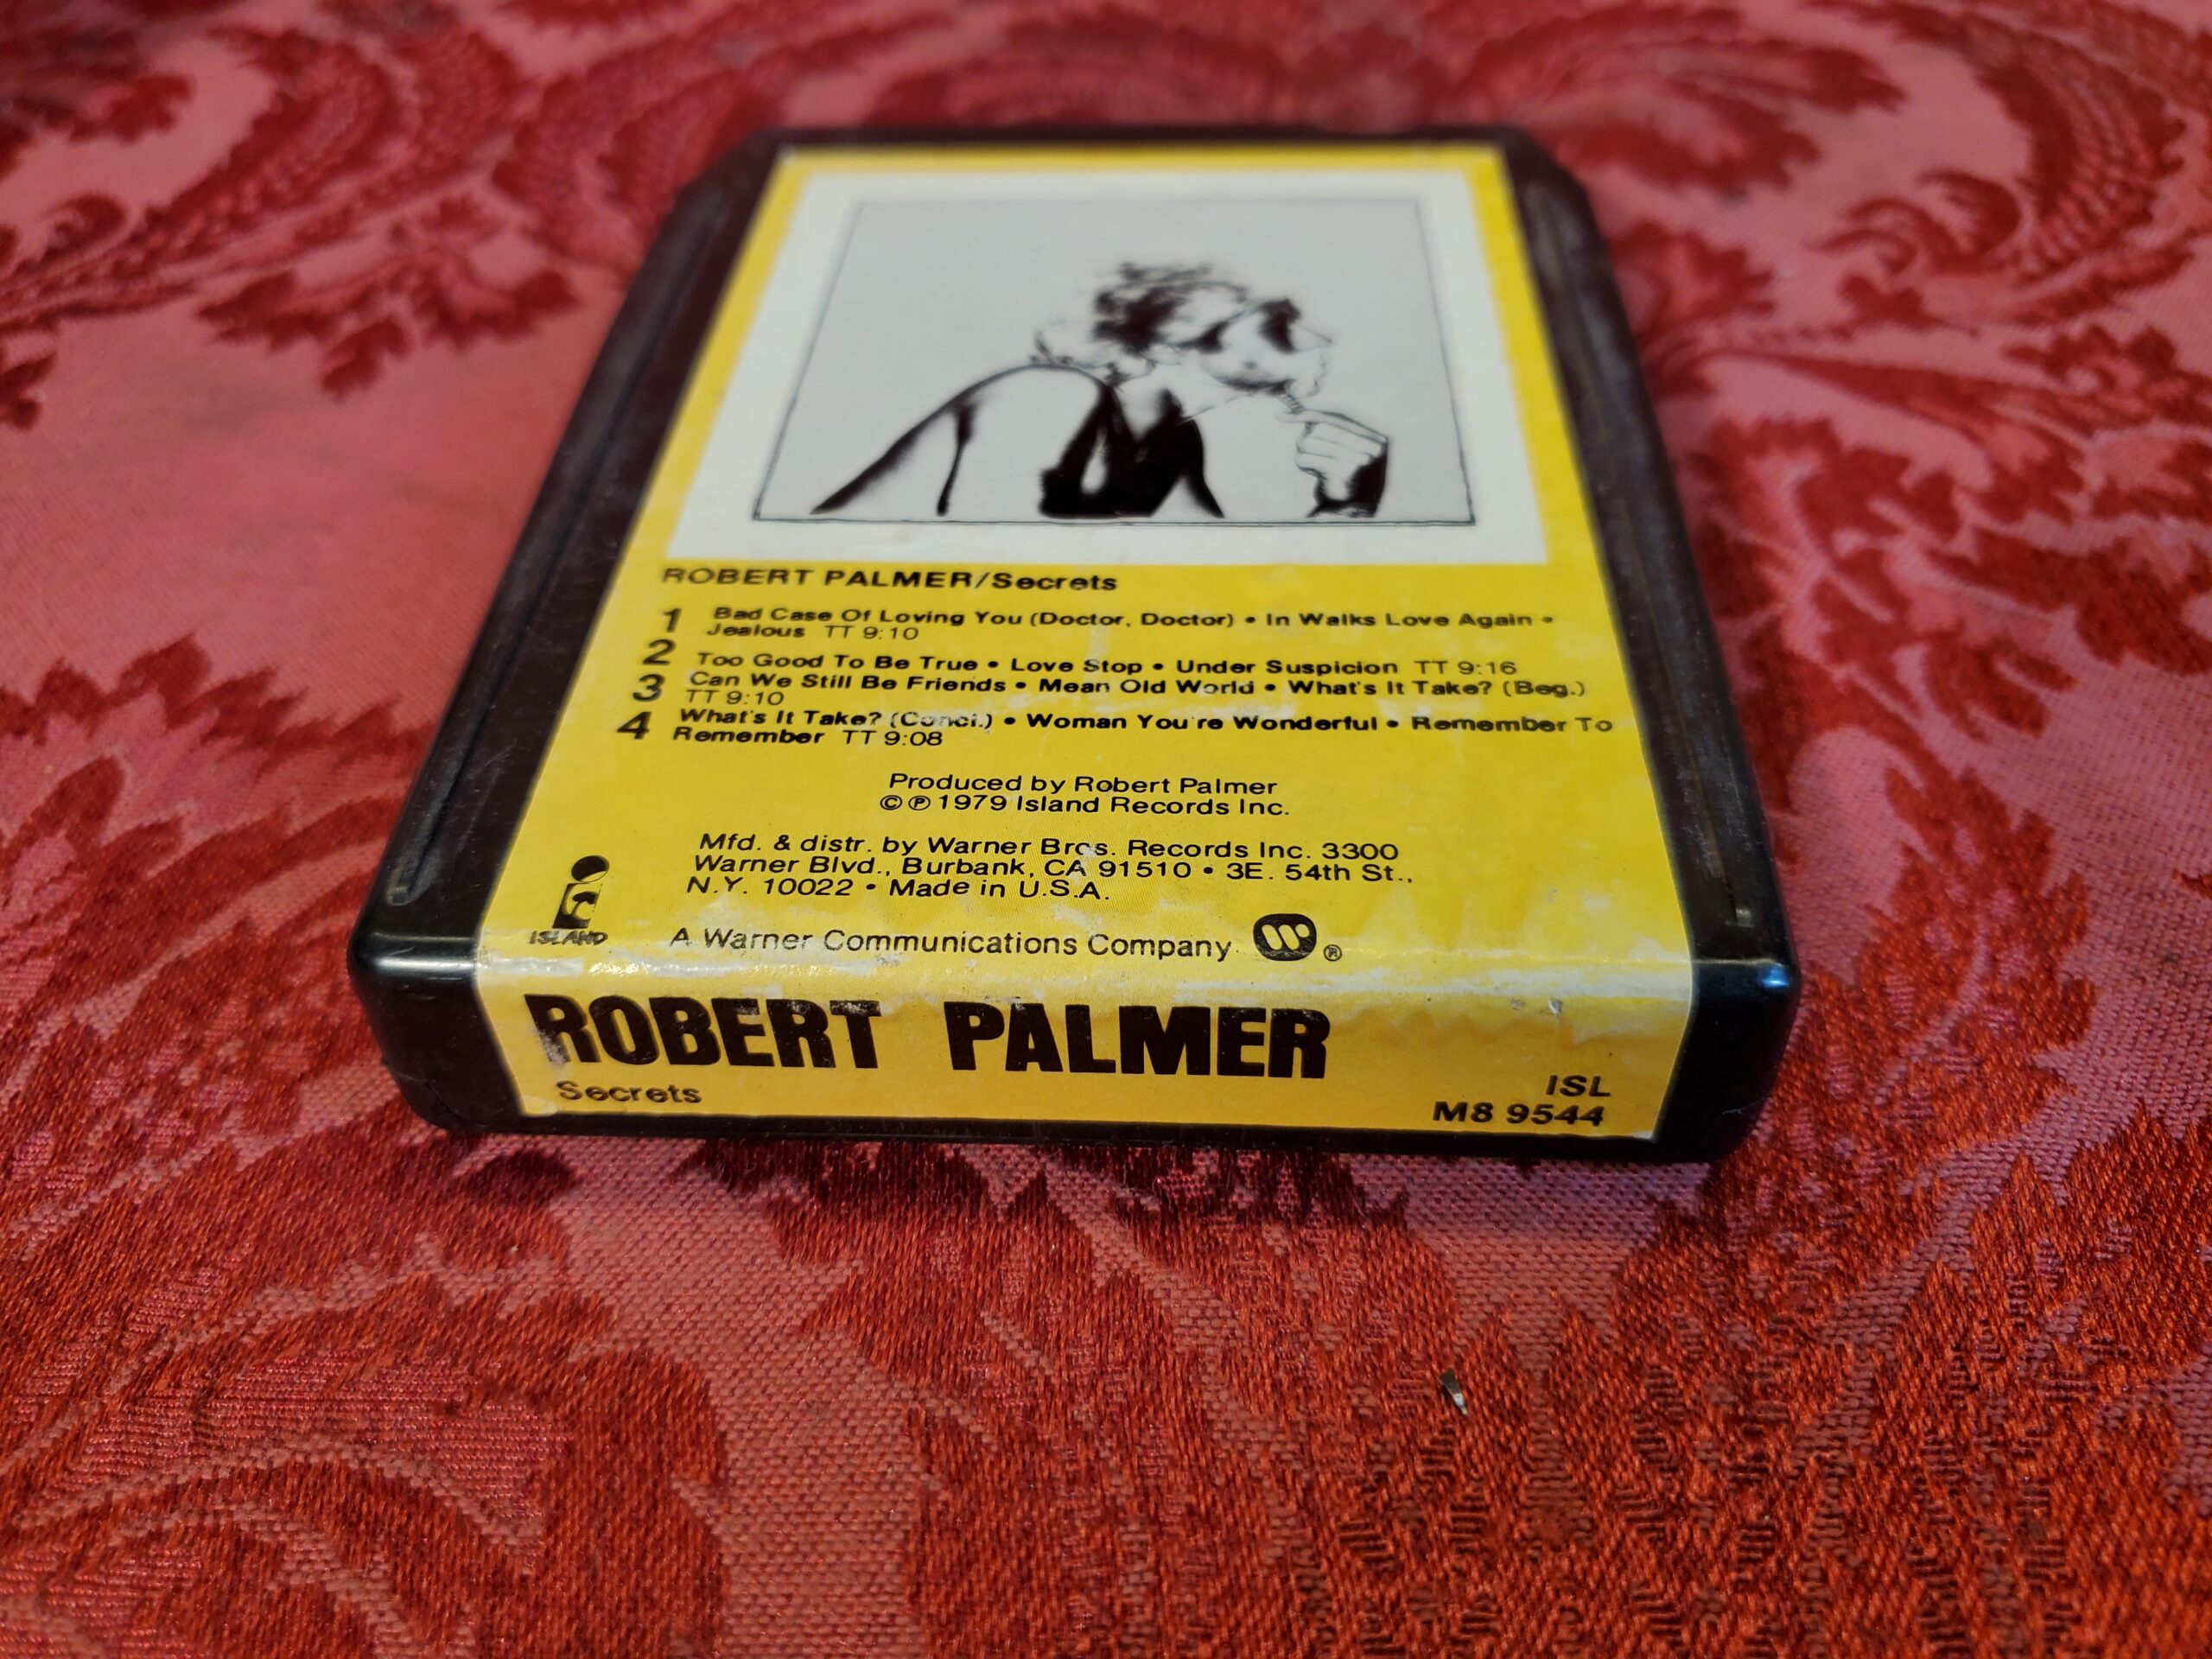 ROBERT PALMER/Secrets
1 Bad Case Of Loving You (Doctor, Doctor) • In Walks Love Again •
Jealous TT 9:10
2 Too Good To Be True • Love Stop • Under Suspicion TT 9:16
3 Can We Still Be Friends • Mean Old World • What's It Take? (Beg.)
TT 9:10
4 What's It Take? (Concl.) • Woman You're Wonderful • Remember To
Remember TT 9:08
Produced by Robert Palmer
©℗ 1979 Island Records Inc.
Mfd. & distr. by Warner Bros. Records Inc. 3300
Warner Blvd., Burbank, CA 91510 • 3E. 54th St.,
N.Y. 10022 • Made in U.S.A.
ISLAND
A Warner Communications Company ®
ROBERT PALMER
Secrets
ISL
M8 9544